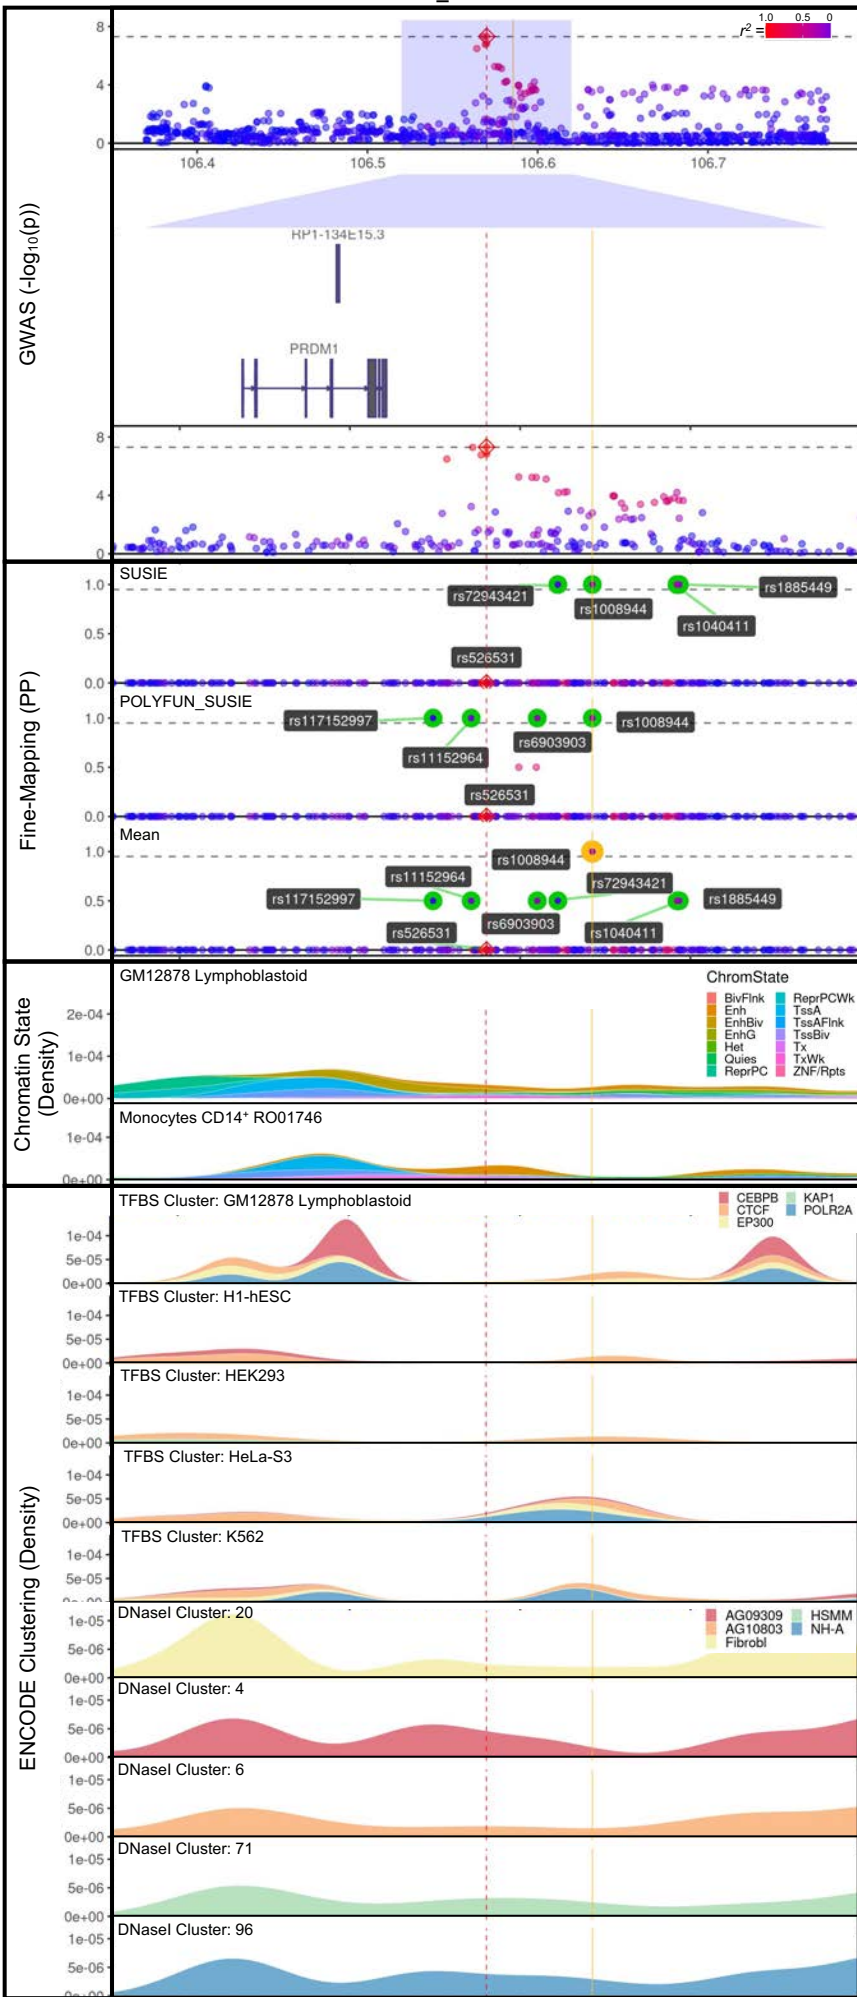 r² =
1.0 0.5 0
8
4
0
106.4 106.5 106.6 106.7
GWAS (-log₁₀(p))
RP1-134E15.3
PRDM1
8
4
0
Fine-Mapping (PP)
SUSIE
1.0
0.5
0.0
rs72943421
rs1008944
rs1885449
rs1040411
rs526531
POLYFUN_SUSIE
1.0
0.5
0.0
rs117152997
rs1008944
rs6903903
rs11152964
rs526531
Mean
1.0
0.5
0.0
rs1008944
rs11152964
rs72943421
rs117152997
rs1885449
rs6903903
rs526531
rs1040411
Chromatin State
(Density)
GM12878 Lymphoblastoid
2e-04
1e-04
0e+00
ChromState
BivFlnk ReprPCWk
Enh TssA
EnhBiv TssAFlnk
EnhG TssBiv
Het Tx
Quies TxWk
ReprPC ZNF/Rpts
Monocytes CD14⁺ RO01746
1e-04
0e+00
ENCODE Clustering (Density)
TFBS Cluster: GM12878 Lymphoblastoid
CEBPB KAP1
CTCF POLR2A
EP300
1e-04
5e-05
0e+00
TFBS Cluster: H1-hESC
1e-04
5e-05
0e+00
TFBS Cluster: HEK293
1e-04
5e-05
0e+00
TFBS Cluster: HeLa-S3
1e-04
5e-05
0e+00
TFBS Cluster: K562
1e-04
5e-05
0e+00
DNaseI Cluster: 20
AG09309 HSMM
AG10803 NH-A
Fibrobl
1e-05
5e-06
0e+00
DNaseI Cluster: 4
1e-05
5e-06
0e+00
DNaseI Cluster: 6
1e-05
5e-06
0e+00
DNaseI Cluster: 71
1e-05
5e-06
0e+00
DNaseI Cluster: 96
1e-05
5e-06
0e+00